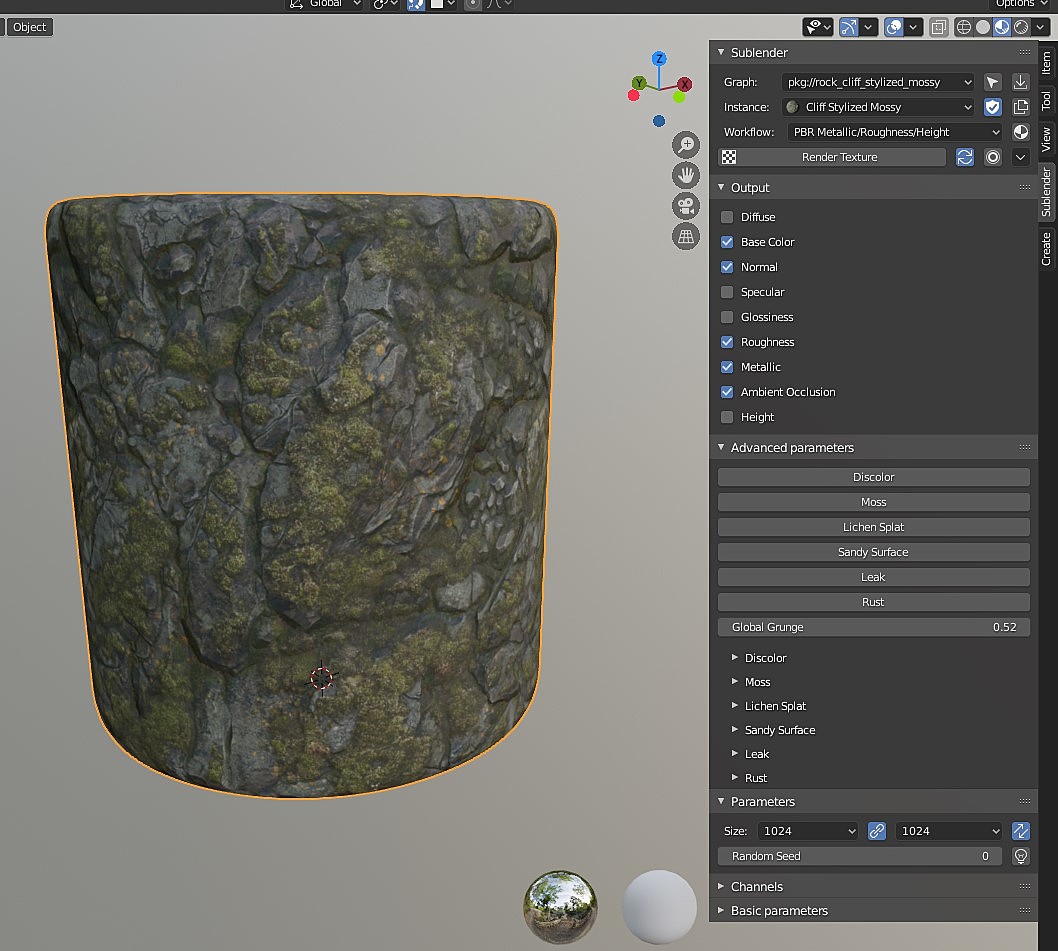 Global
Options
Object
Z
Y
X
Item
Tool
View
Sublender
Create
Sublender
Graph: pkg://rock_cliff_stylized_mossy
Instance: Cliff Stylized Mossy
Workflow: PBR Metallic/Roughness/Height
Render Texture
Output
Diffuse
Base Color
Normal
Specular
Glossiness
Roughness
Metallic
Ambient Occlusion
Height
Advanced parameters
Discolor
Moss
Lichen Splat
Sandy Surface
Leak
Rust
Global Grunge 0.52
Discolor
Moss
Lichen Splat
Sandy Surface
Leak
Rust
Parameters
Size: 1024 1024
Random Seed 0
Channels
Basic parameters